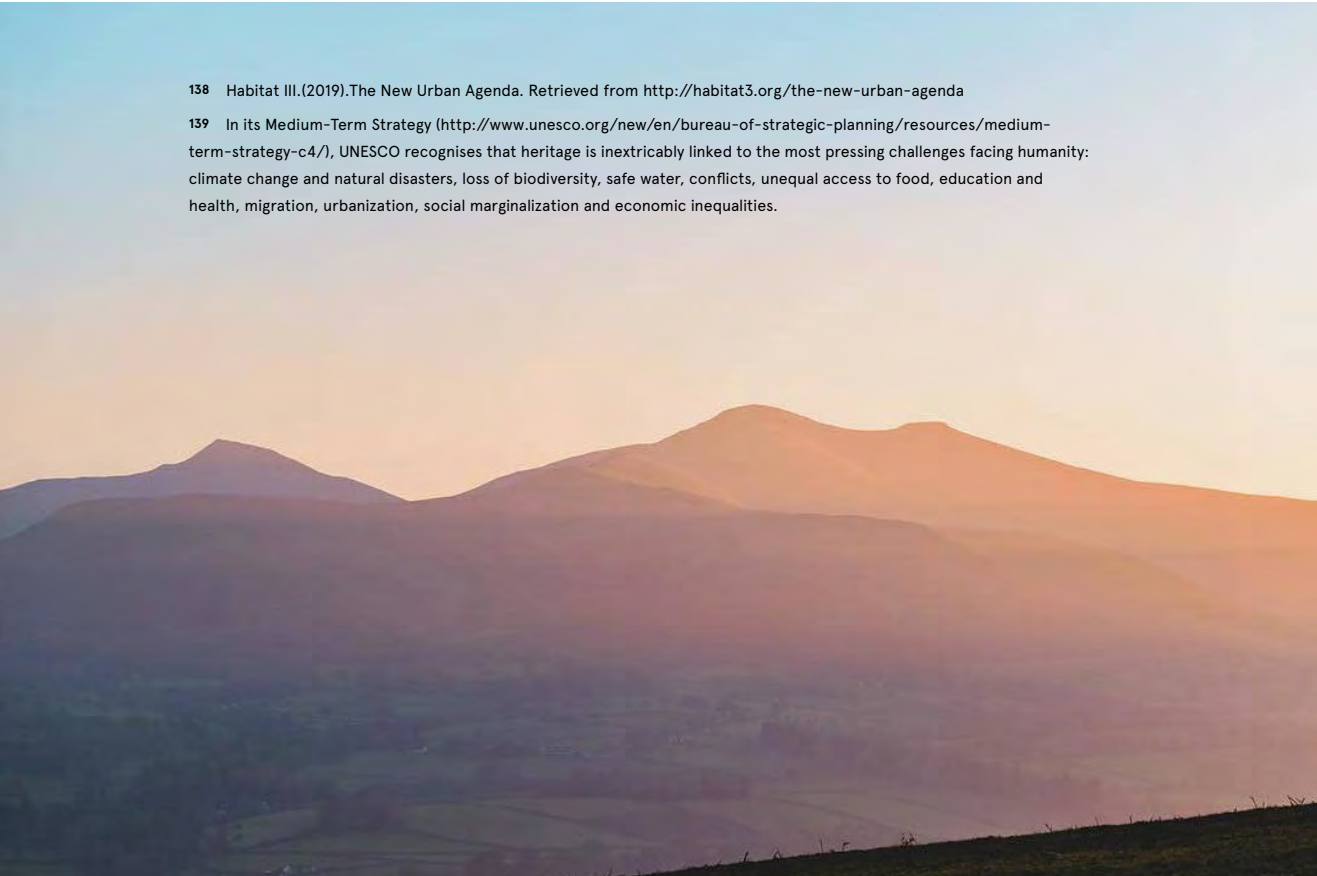 138 Habitat III.(2019).The New Urban Agenda. Retrieved from http://habitat3.org/the-new-urban-agenda
139 In its Medium-Term Strategy (http://www.unesco.org/new/en/bureau-of-strategic-planning/resources/medium-
term-strategy-c4/), UNESCO recognises that heritage is inextricably linked to the most pressing challenges facing humanity:
climate change and natural disasters, loss of biodiversity, safe water, conflicts, unequal access to food, education and
health, migration, urbanization, social marginalization and economic inequalities.